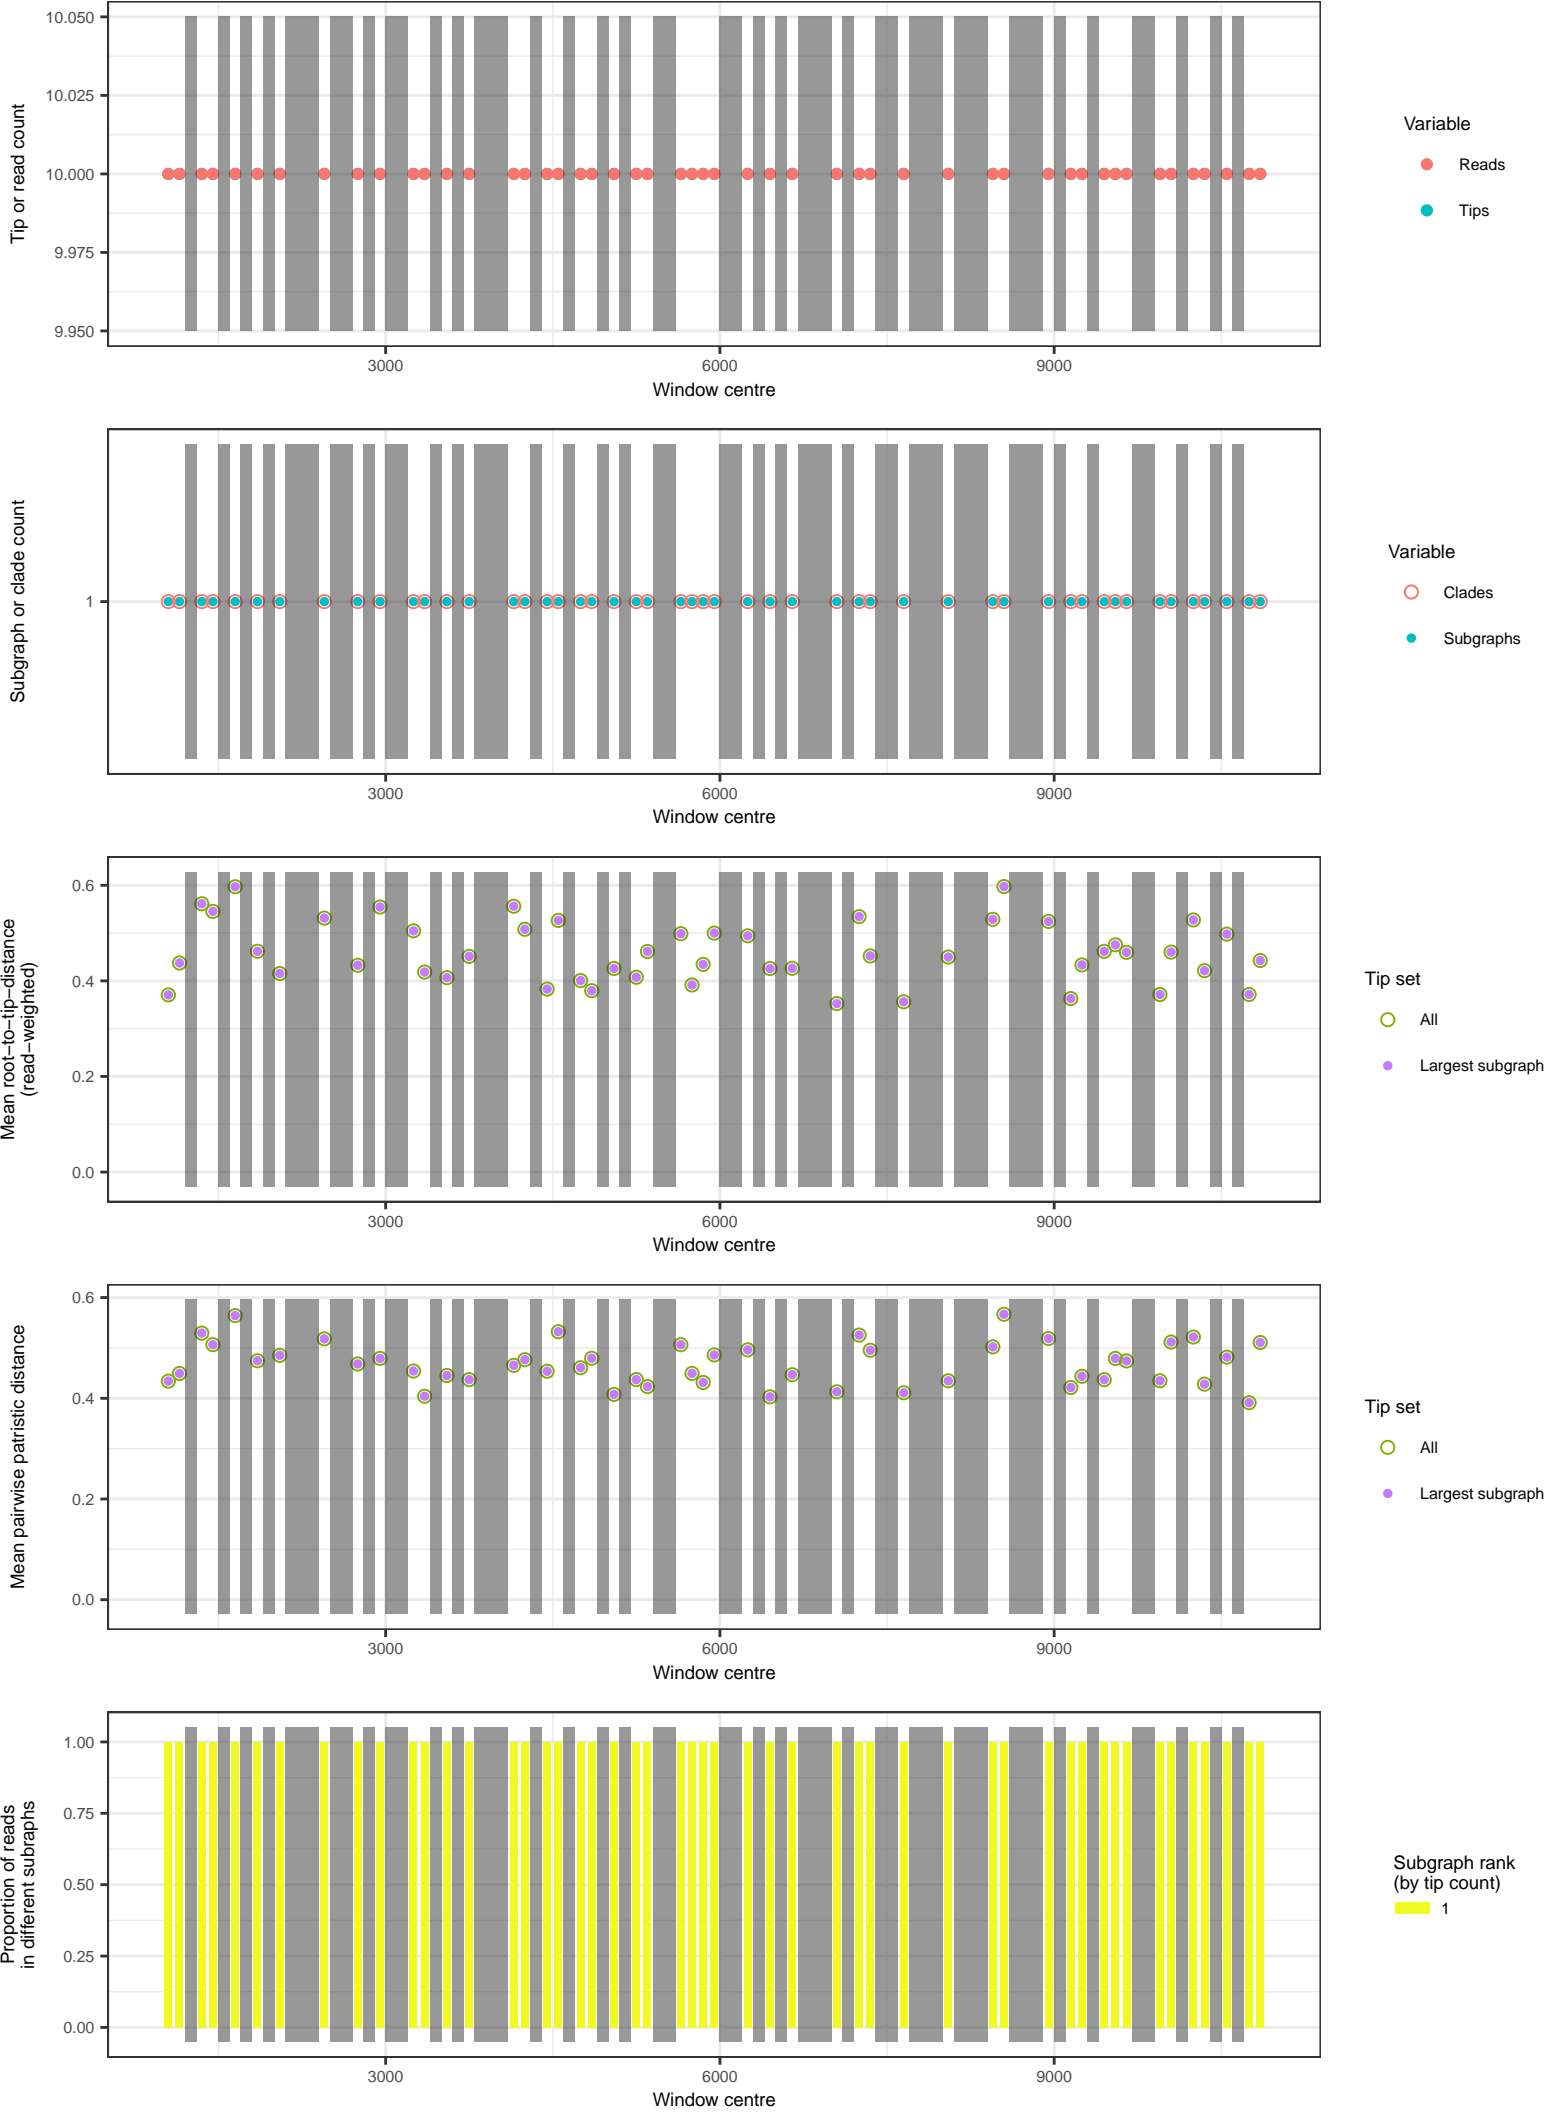 10.050
10.025
10.000
9.975
9.950
Tip or read count
3000
6000
9000
Window centre
Variable
Reads
Tips
1
Subgraph or clade count
3000
6000
9000
Window centre
Variable
Clades
Subgraphs
0.6
0.4
0.2
0.0
Mean root−to−tip−distance
(read−weighted)
3000
6000
9000
Window centre
Tip set
All
Largest subgraph
0.6
0.4
0.2
0.0
Mean pairwise patristic distance
3000
6000
9000
Window centre
Tip set
All
Largest subgraph
1.00
0.75
0.50
0.25
0.00
Proportion of reads
in different subraphs
3000
6000
9000
Window centre
Subgraph rank
(by tip count)
1